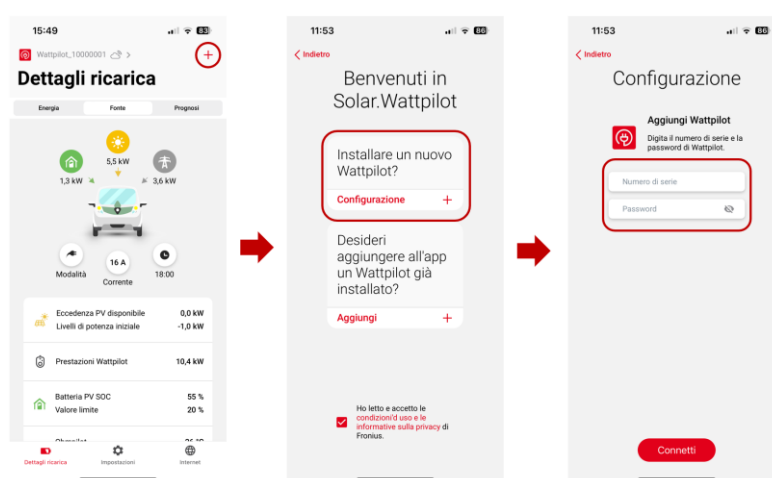 15:49
83
Wattpilot_10000001
Dettagli ricarica
Energia
Fonte
Prognosi
5,5 kW
1,3 kW
3,6 kW
Modalità
16 A
Corrente
18:00
Eccedenza PV disponibile 0,0 kW
Livelli di potenza iniziale -1,0 kW
Prestazioni Wattpilot 10,4 kW
Batteria PV SOC 55 %
Valore limite 20 %
Dettagli ricarica
Impostazioni
Internet
11:53
86
Indietro
Benvenuti in
Solar.Wattpilot
Installare un nuovo
Wattpilot?
Configurazione +
Desideri
aggiungere all'app
un Wattpilot già
installato?
Aggiungi +
Ho letto e accetto le
condizioni d'uso e le
informative sulla privacy di
Fronius.
11:53
86
Indietro
Configurazione
Aggiungi Wattpilot
Digita il numero di serie e la
password di Wattpilot.
Numero di serie
Password
Connetti